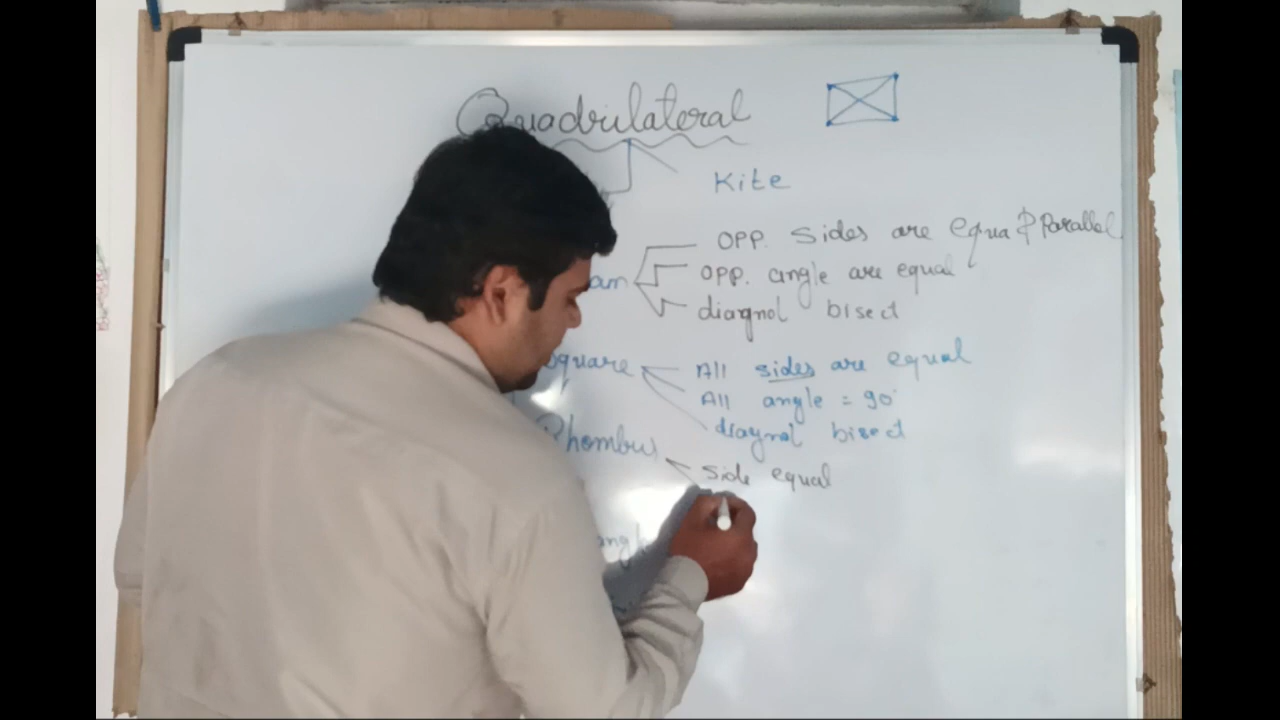 Quadrilateral
Kite
OPP. Sides are equa & Parallel
OPP. angle are equal
diagnol bisect
Square
All sides are equal
All angle = 90°
diagnol bisect
Rhombus
Side equal